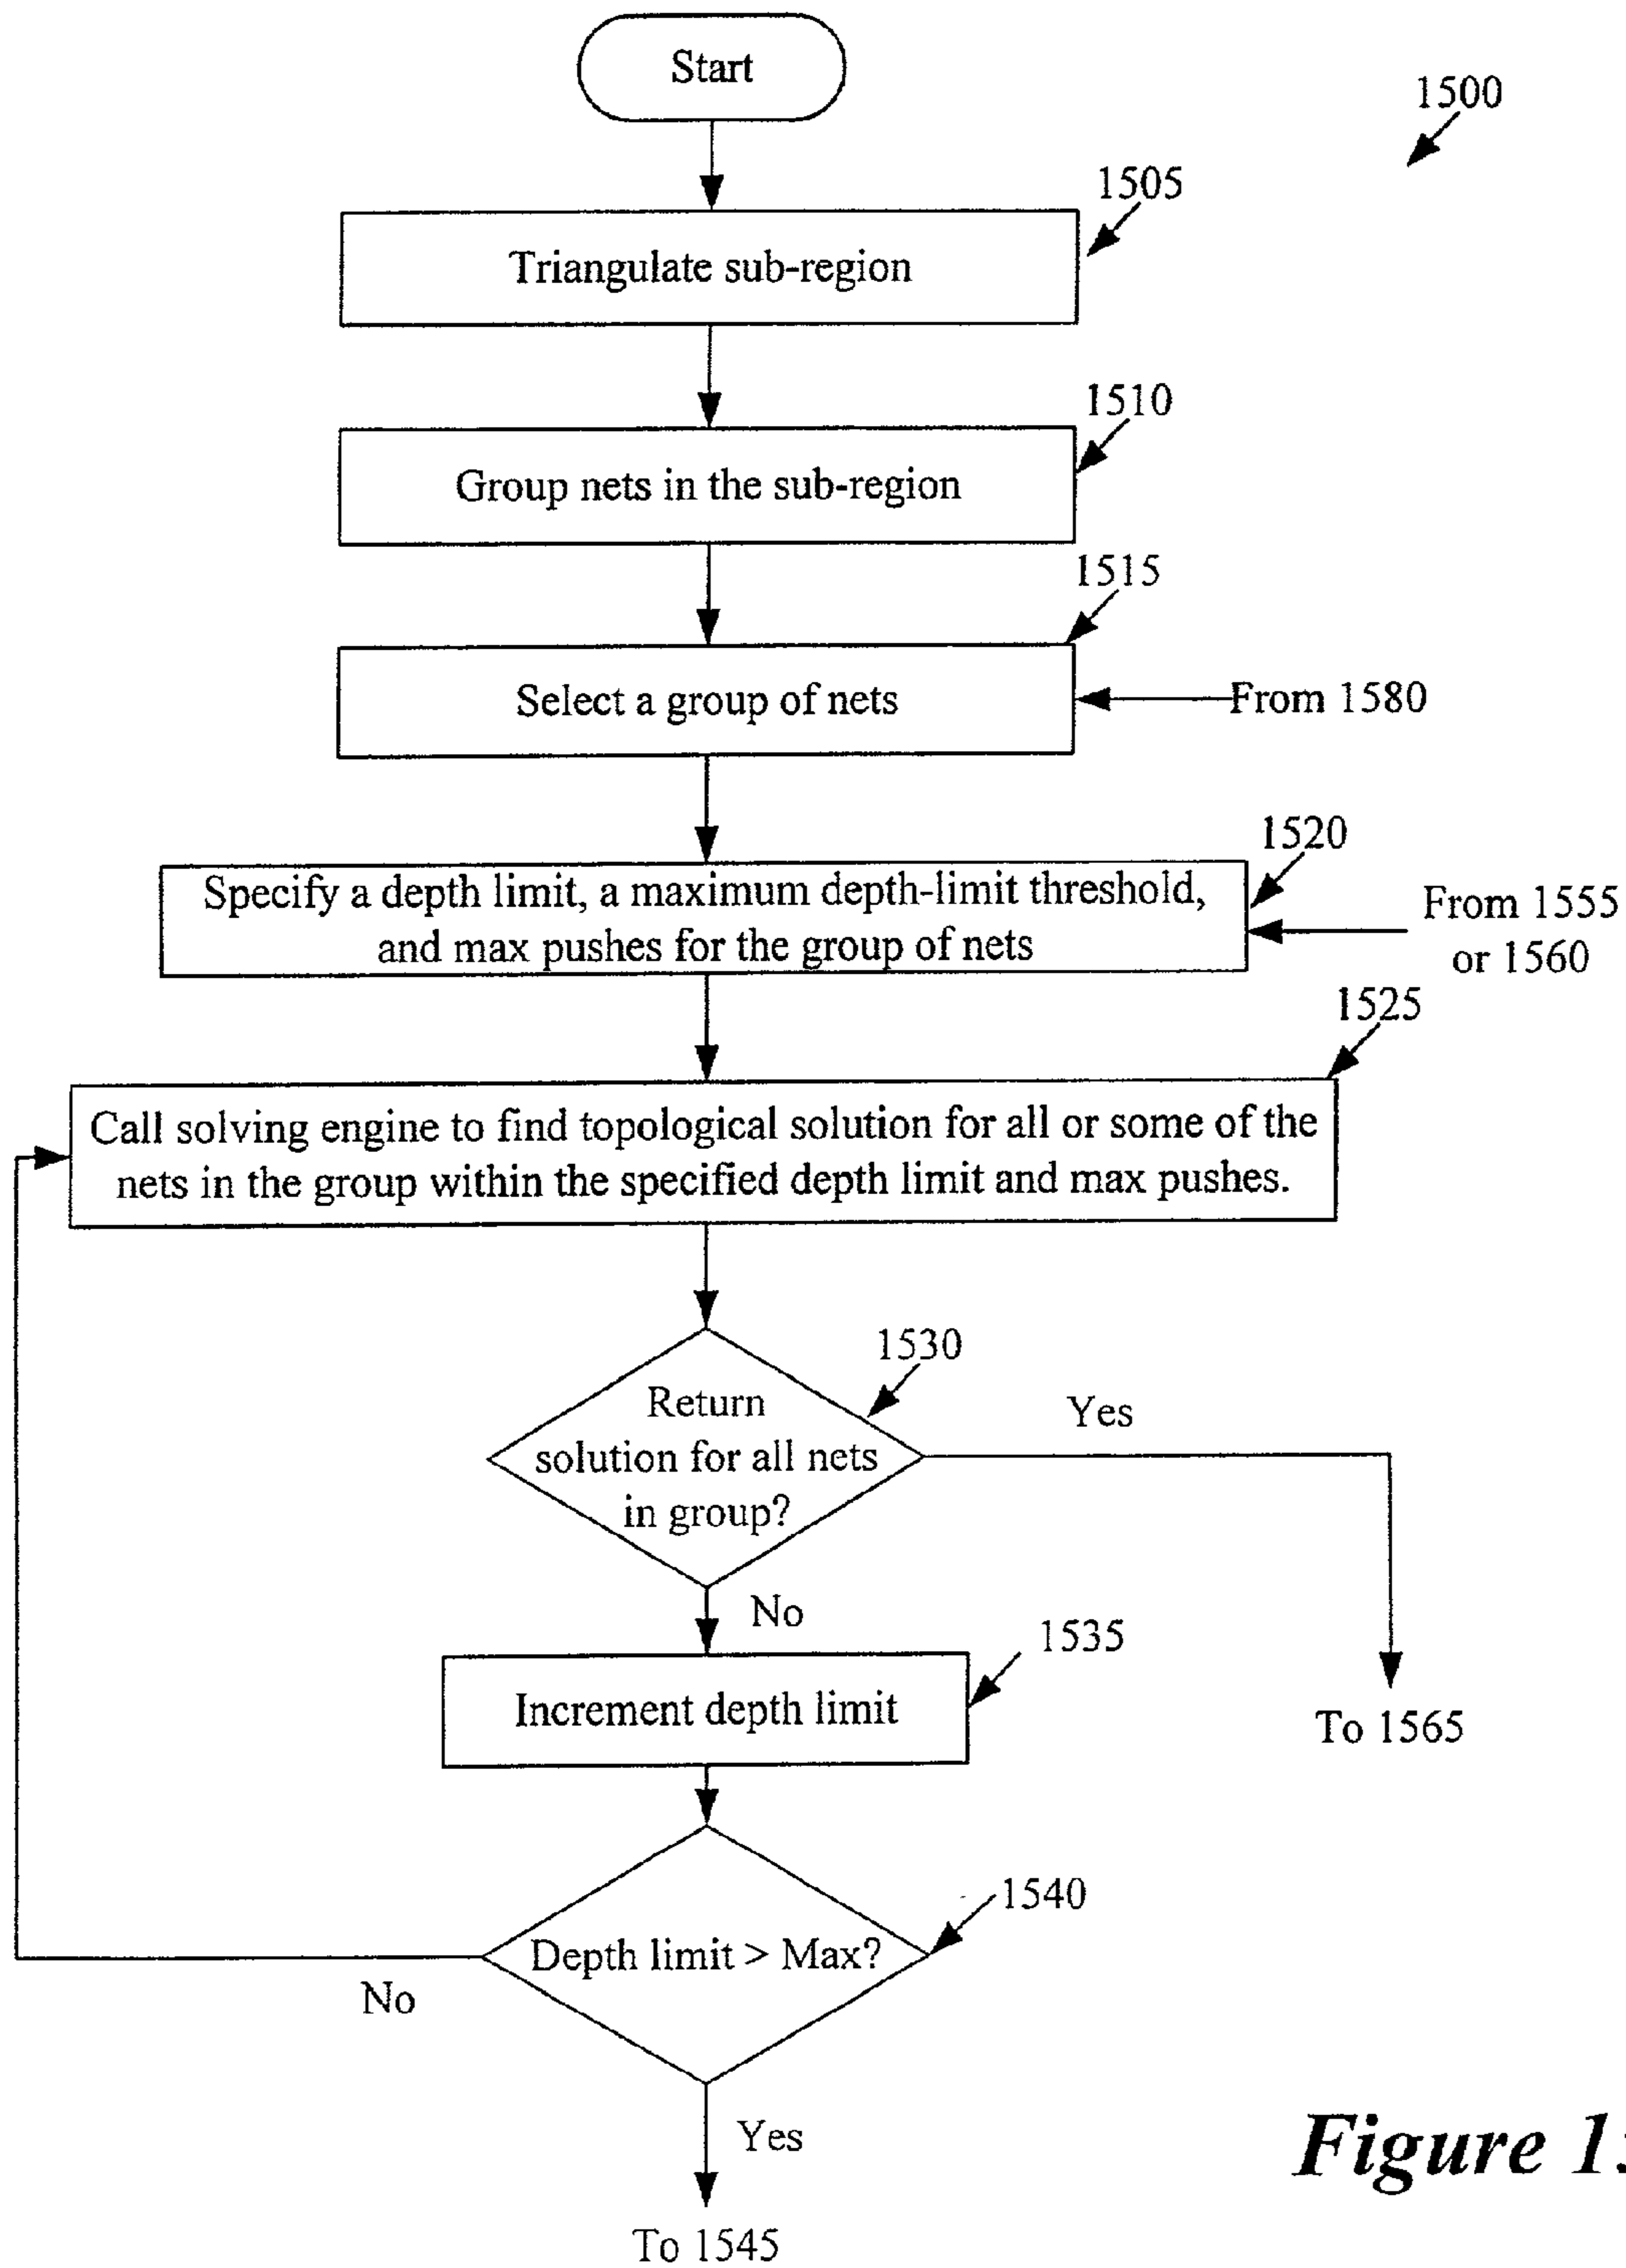 Start
1500
1505
Triangulate sub-region
1510
Group nets in the sub-region
1515
Select a group of nets
From 1580
1520
Specify a depth limit, a maximum depth-limit threshold,
and max pushes for the group of nets
From 1555
or 1560
1525
Call solving engine to find topological solution for all or some of the
nets in the group within the specified depth limit and max pushes.
1530
Return
solution for all nets
in group?
Yes
No
1535
Increment depth limit
To 1565
1540
Depth limit > Max?
No
Yes
To 1545
Figure